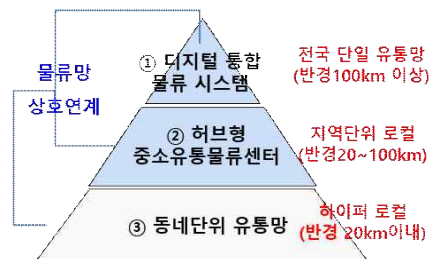 ① 디지털 통합
물류 시스템
전국 단일 유통망
(반경100km 이상)
물류망
상호연계
② 허브형
중소유통물류센터
지역단위 로컬
(반경20~100km)
③ 동네단위 유통망
하이퍼 로컬
(반경 20km이내)